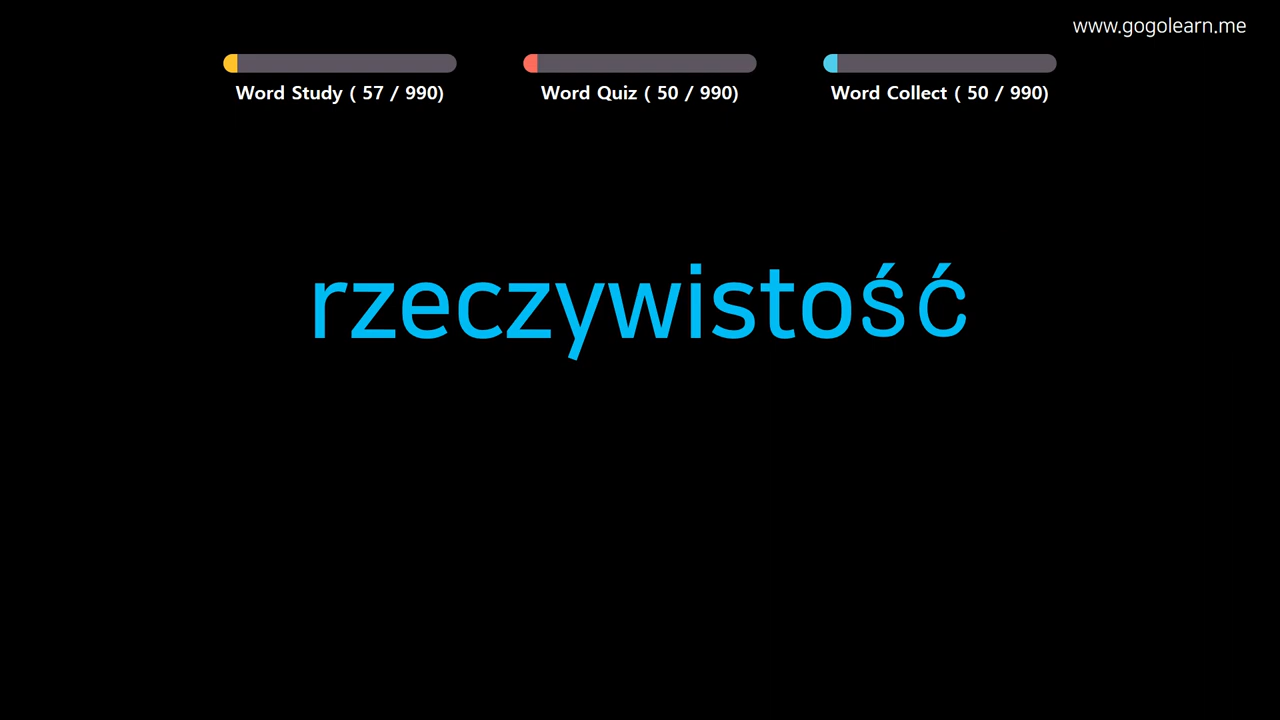 www.gogolearn.me
Word Study ( 57 / 990)
Word Quiz ( 50 / 990)
Word Collect ( 50 / 990)
rzeczywistość